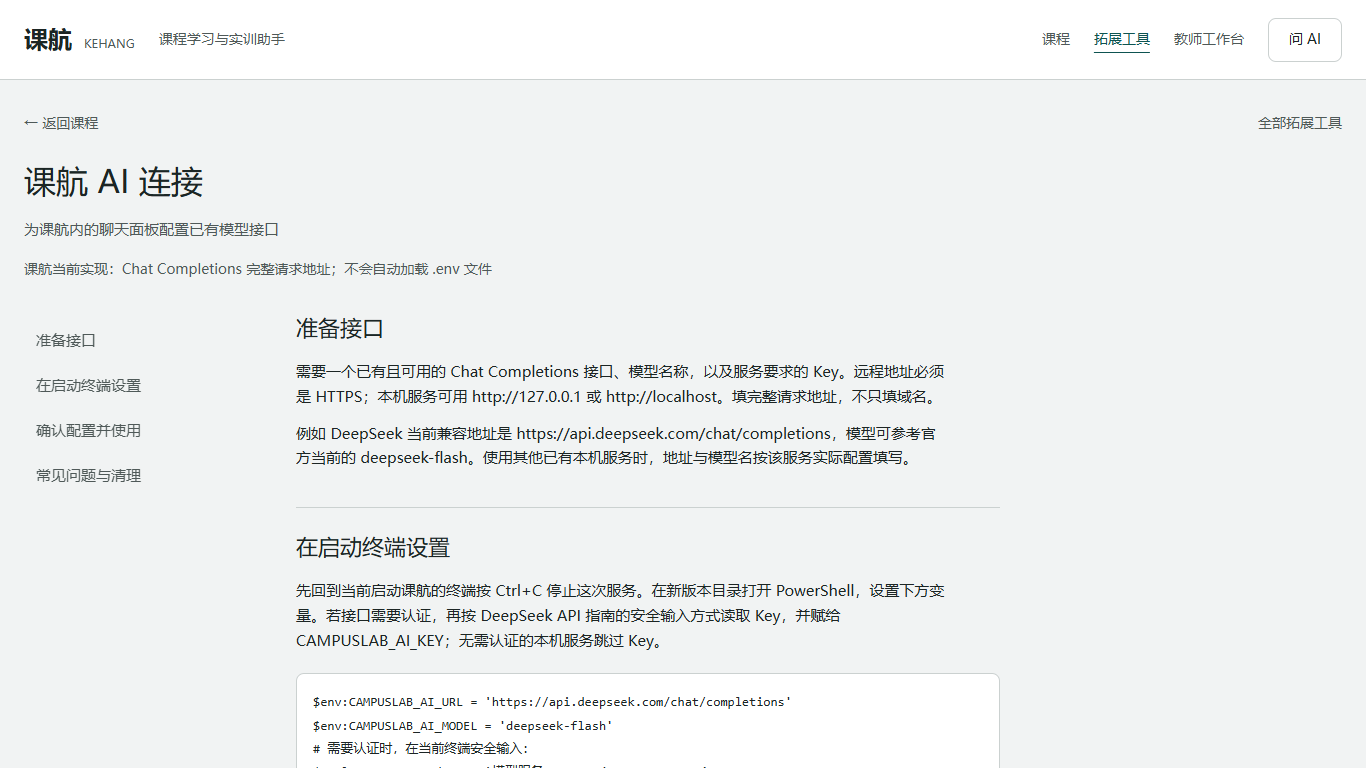 课航 KEHANG 课程学习与实训助手 课程 拓展工具 教师工作台 问 AI
← 返回课程 全部拓展工具
课航 AI 连接
为课航内的聊天面板配置已有模型接口
课航当前实现：Chat Completions 完整请求地址；不会自动加载 .env 文件
准备接口
在启动终端设置
确认配置并使用
常见问题与清理
准备接口
需要一个已有且可用的 Chat Completions 接口、模型名称，以及服务要求的 Key。远程地址必须
是 HTTPS；本机服务可用 http://127.0.0.1 或 http://localhost。填完整请求地址，不只填域名。
例如 DeepSeek 当前兼容地址是 https://api.deepseek.com/chat/completions，模型可参考官
方当前的 deepseek-flash。使用其他已有本机服务时，地址与模型名按该服务实际配置填写。
在启动终端设置
先回到当前启动课航的终端按 Ctrl+C 停止这次服务。在新版本目录打开 PowerShell，设置下方变
量。若接口需要认证，再按 DeepSeek API 指南的安全输入方式读取 Key，并赋给
CAMPUSLAB_AI_KEY；无需认证的本机服务跳过 Key。
$env:CAMPUSLAB_AI_URL = 'https://api.deepseek.com/chat/completions'
$env:CAMPUSLAB_AI_MODEL = 'deepseek-flash'
# 需要认证时，在当前终端安全输入：